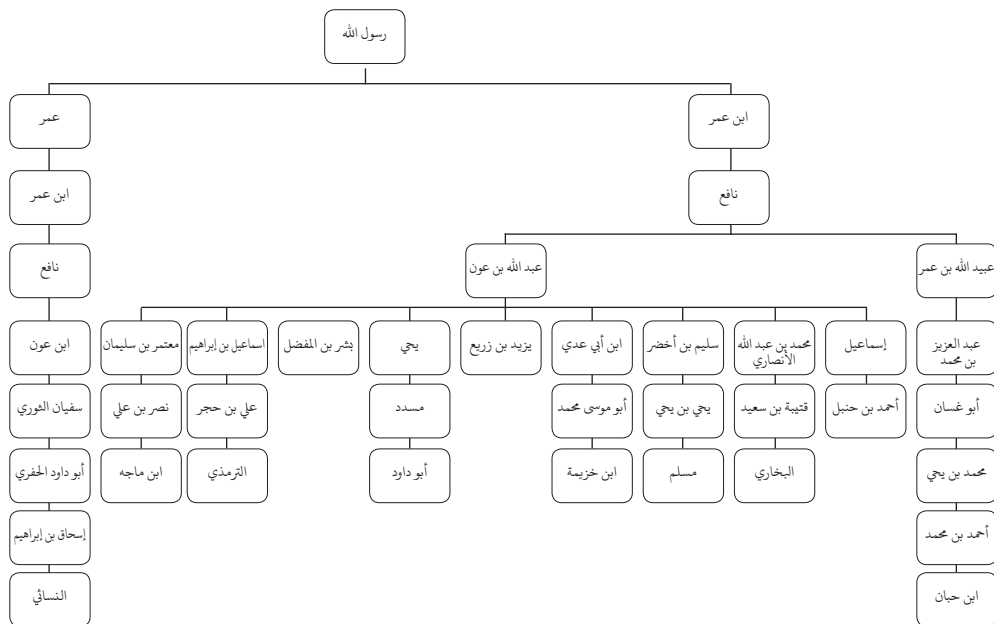 رسول الله
ابن عمر
عمر
نافع
ابن عمر
عبيد الله بن عمر
عبد الله بن عون
نافع
عبد العزيز
بن محمد
إسماعيل
محمد بن عبد الله
الأنصاري
سليم بن أخضر
ابن أبي عدي
يزيد بن زريع
يحي
بشر بن المفضل
اسماعيل بن إبراهيم
معتمر بن سليمان
ابن عون
أبو غسان
أحمد بن حنبل
قتيبة بن سعيد
يحي بن يحي
أبو موسى محمد
مسدد
علي بن حجر
نصر بن علي
سفيان الثوري
محمد بن يحي
البخاري
مسلم
ابن خزيمة
أبو داود
الترمذي
ابن ماجه
أبو داود الحفري
أحمد بن محمد
إسحاق بن إبراهيم
ابن حبان
النسائي